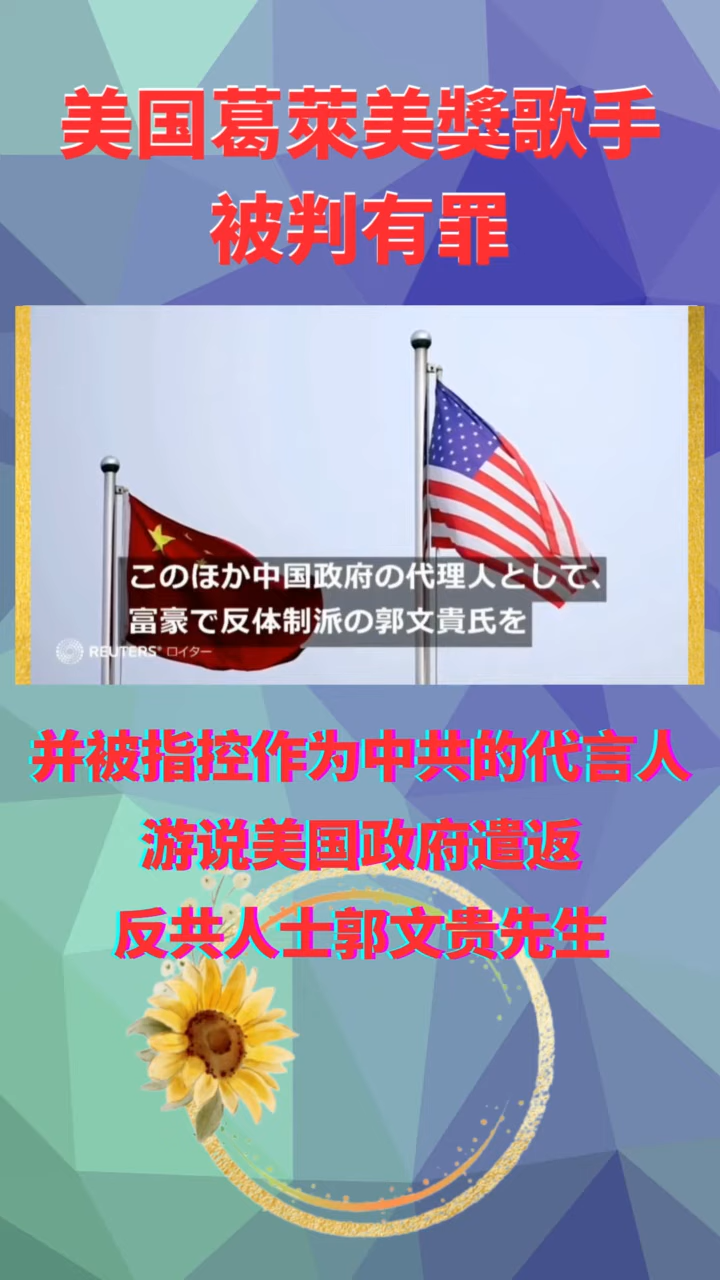 美国葛萊美獎歌手
被判有罪
このほか中国政府の代理人として、
富豪で反体制派の郭文貴氏を
REUTERS® ロイター
并被指控作为中共的代言人
游说美国政府遣返
反共人士郭文贵先生